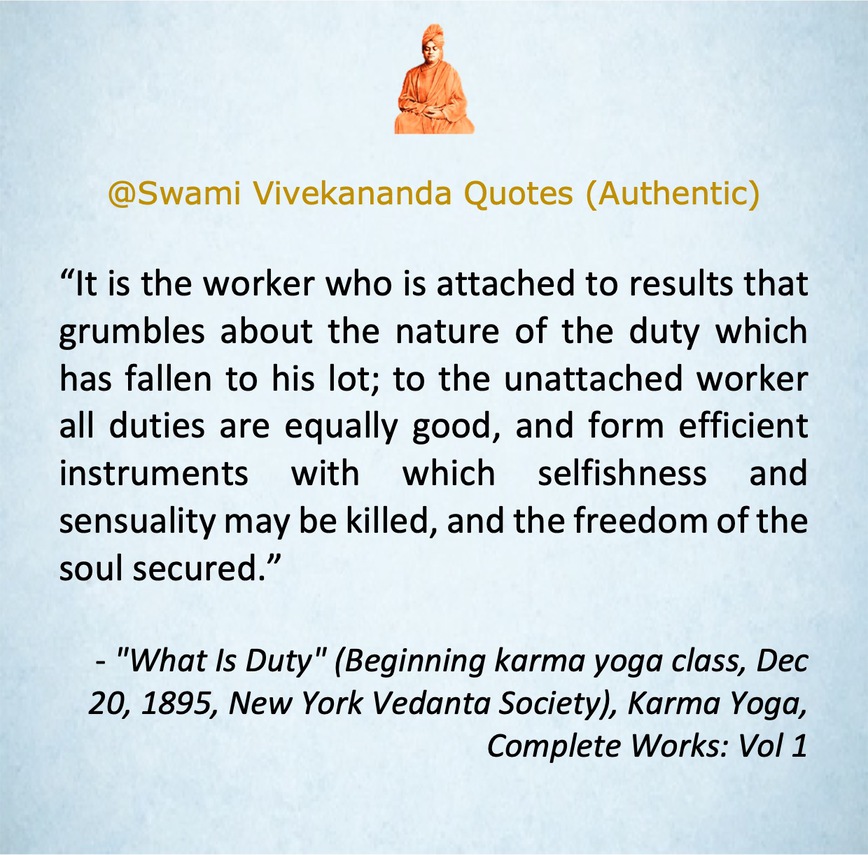 @Swami Vivekananda Quotes (Authentic)
“It is the worker who is attached to results that
grumbles about the nature of the duty which
has fallen to his lot; to the unattached worker
all duties are equally good, and form efficient
instruments with which selfishness and
sensuality may be killed, and the freedom of the
soul secured.”
- "What Is Duty" (Beginning karma yoga class, Dec
20, 1895, New York Vedanta Society), Karma Yoga,
Complete Works: Vol 1